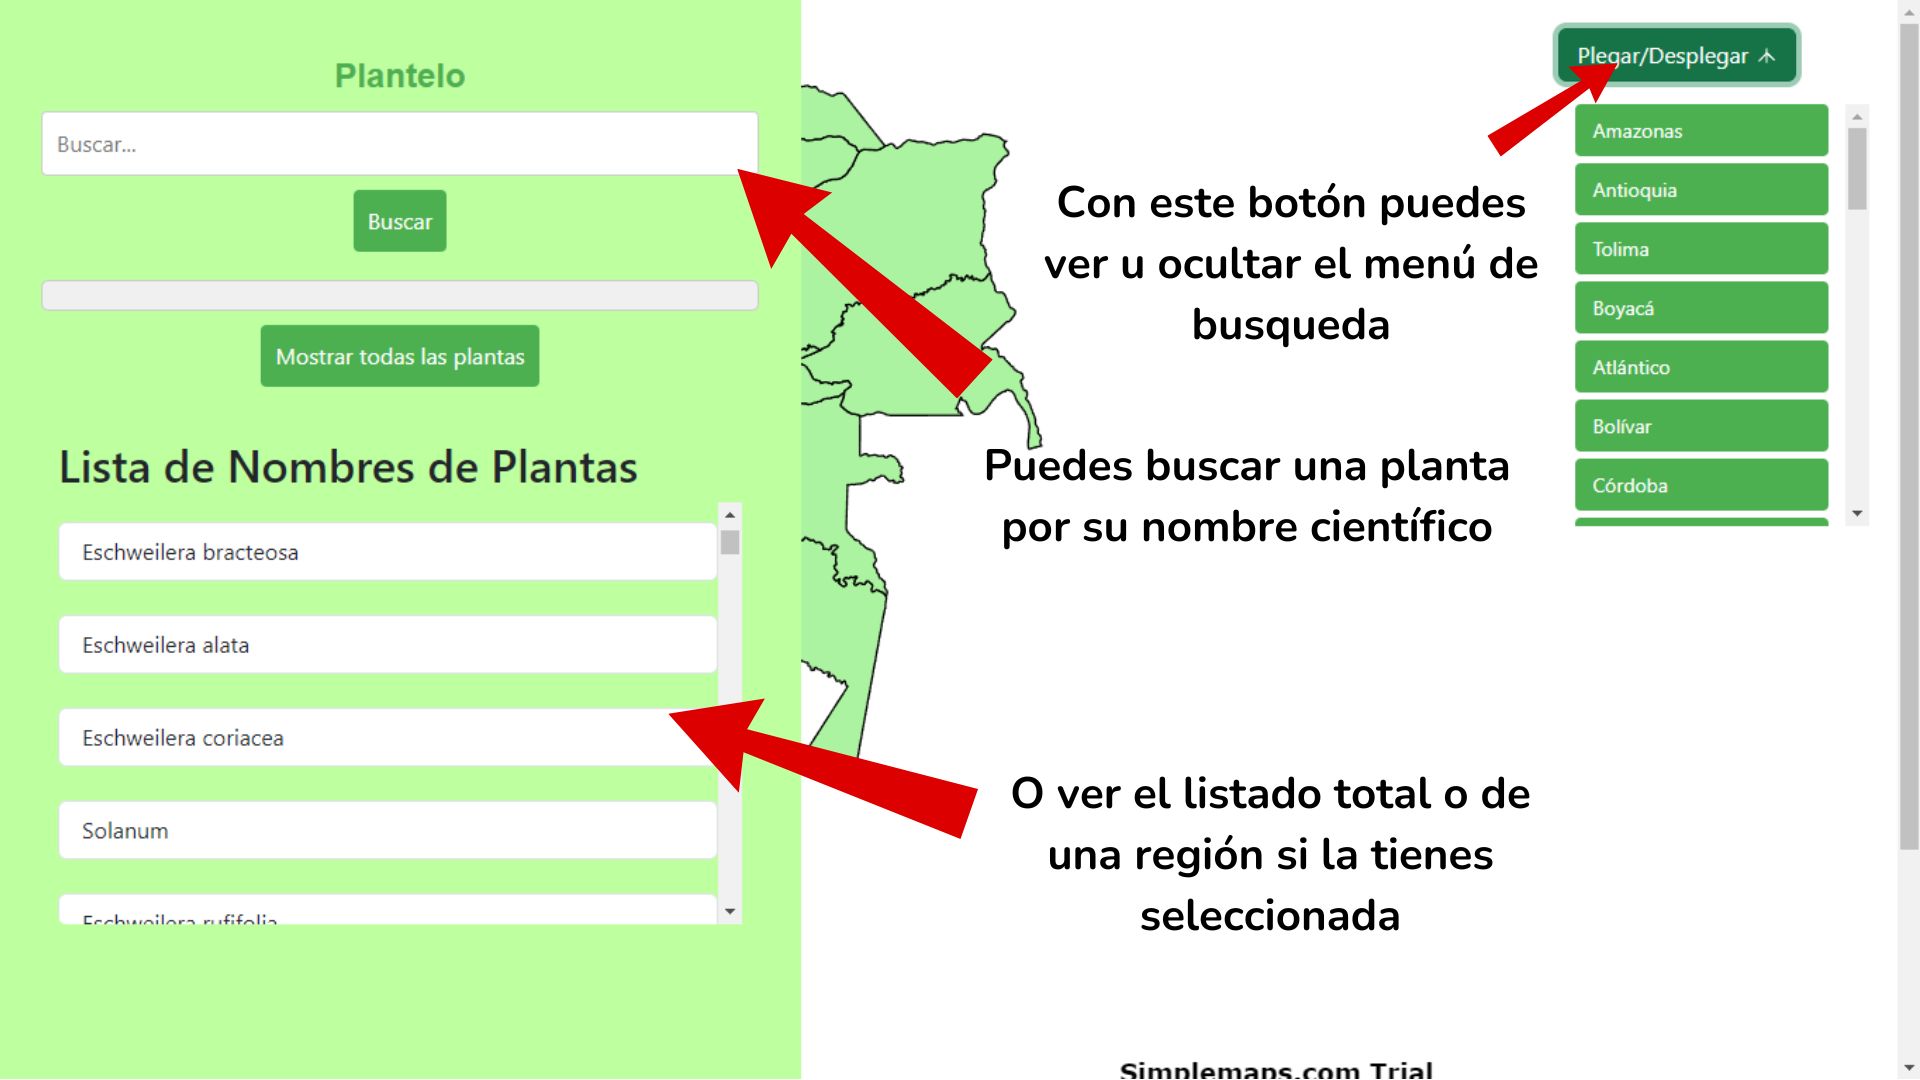 Plantelo
Buscar...
Buscar
Mostrar todas las plantas
Lista de Nombres de Plantas
Eschweilera bracteosa
Eschweilera alata
Eschweilera coriacea
Solanum
Eschweilera rufifolia
Plegar/Desplegar
Amazonas
Antioquia
Tolima
Boyacá
Atlántico
Bolívar
Córdoba
Con este botón puedes
ver u ocultar el menú de
busqueda
Puedes buscar una planta
por su nombre científico
O ver el listado total o de
una región si la tienes
seleccionada
Simplemaps.com Trial